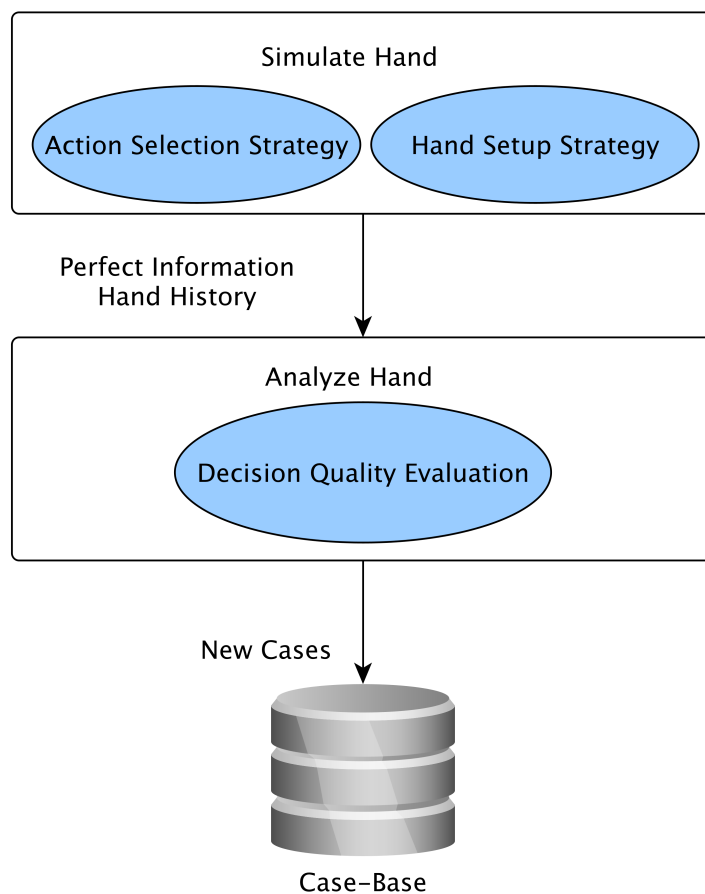 Simulate Hand
Action Selection Strategy
Hand Setup Strategy
Perfect Information
Hand History
Analyze Hand
Decision Quality Evaluation
New Cases
Case-Base